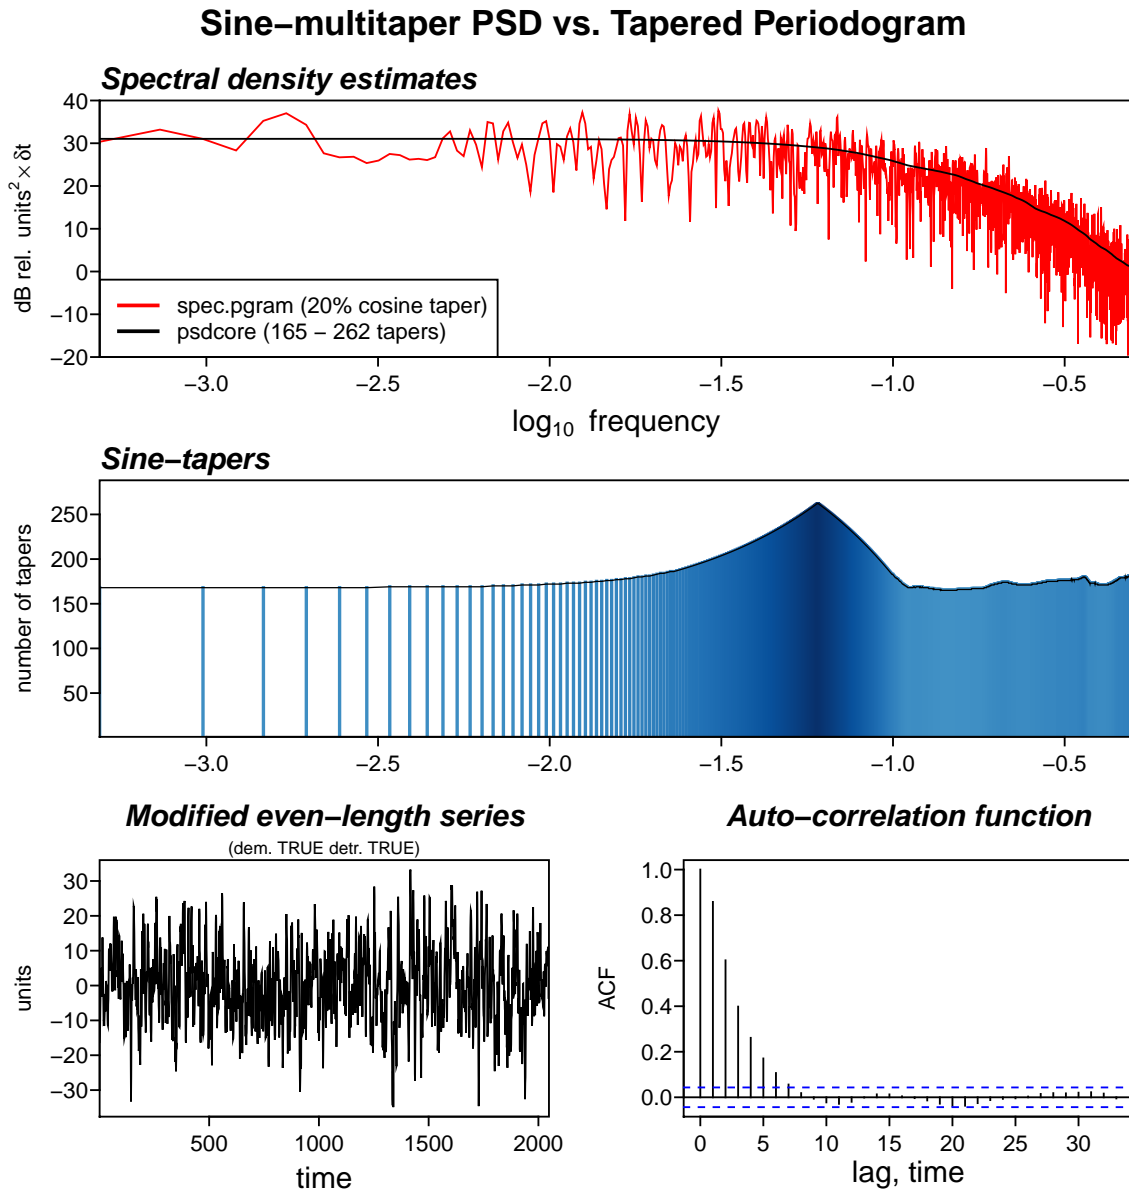 Sine−multitaper PSD vs. Tapered Periodogram
Spectral density estimates
dB rel. units² × δt
40
30
20
10
0
−10
−20
spec.pgram (20% cosine taper)
psdcore (165 − 262 tapers)
−3.0 −2.5 −2.0 −1.5 −1.0 −0.5
log₁₀ frequency
Sine−tapers
number of tapers
250
200
150
100
50
−3.0 −2.5 −2.0 −1.5 −1.0 −0.5
Modified even−length series
(dem. TRUE detr. TRUE)
units
30
20
10
0
−10
−20
−30
500 1000 1500 2000
time
Auto−correlation function
ACF
1.0
0.8
0.6
0.4
0.2
0.0
0 5 10 15 20 25 30
lag, time